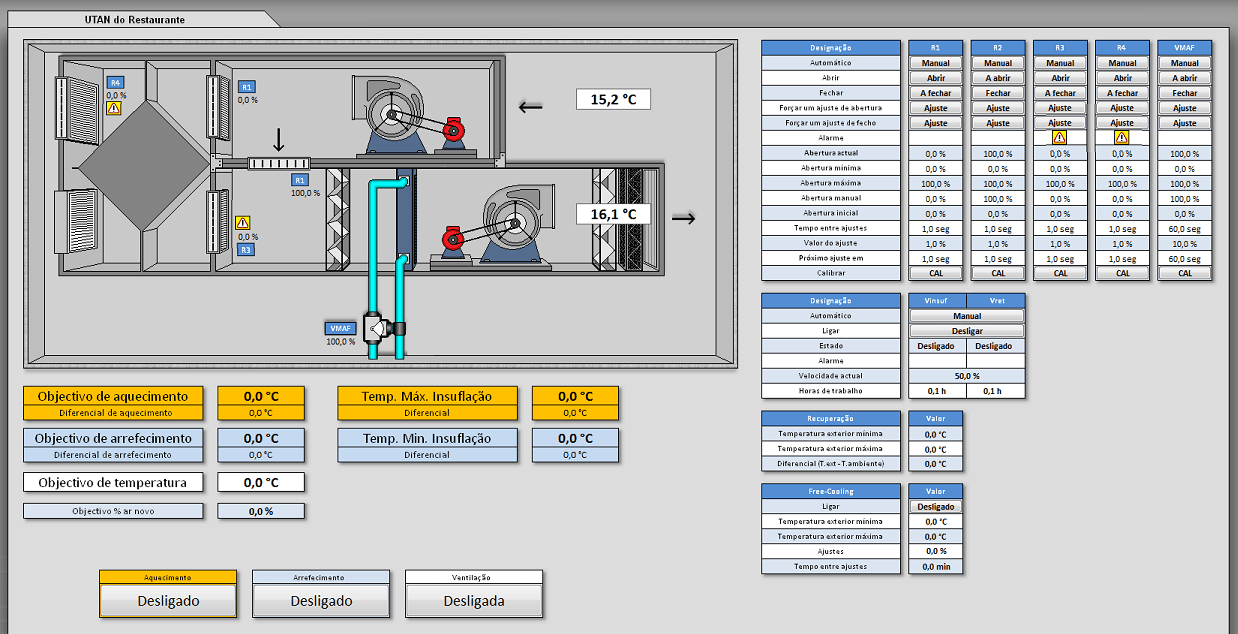 UTAN do Restaurante
R4
0,0 %
R1
0,0 %
15,2 °C
R1
100,0 %
16,1 °C
0,0 %
R3
VMAF
100,0 %
Objectivo de aquecimento 0,0 °C
Diferencial de aquecimento 0,0 °C
Temp. Máx. Insuflação 0,0 °C
Diferencial 0,0 °C
Objectivo de arrefecimento 0,0 °C
Diferencial de arrefecimento 0,0 °C
Temp. Min. Insuflação 0,0 °C
Diferencial 0,0 °C
Objectivo de temperatura 0,0 °C
Objectivo % ar novo 0,0 %
Aquecimento
Desligado
Arrefecimento
Desligado
Ventilação
Desligada
Designação R1 R2 R3 R4 VMAF
Automático Manual Manual Manual Manual Manual
Abrir Abrir A abrir Abrir Abrir A abrir
Fechar A fechar Fechar A fechar A fechar Fechar
Forçar um ajuste de abertura Ajuste Ajuste Ajuste Ajuste Ajuste
Forçar um ajuste de fecho Ajuste Ajuste Ajuste Ajuste Ajuste
Alarme
Abertura actual 0,0 % 100,0 % 0,0 % 0,0 % 100,0 %
Abertura mínima 0,0 % 0,0 % 0,0 % 0,0 % 0,0 %
Abertura máxima 100,0 % 100,0 % 100,0 % 100,0 % 100,0 %
Abertura manual 0,0 % 100,0 % 0,0 % 0,0 % 100,0 %
Abertura inicial 0,0 % 0,0 % 0,0 % 0,0 % 0,0 %
Tempo entre ajustes 1,0 seg 1,0 seg 1,0 seg 1,0 seg 60,0 seg
Valor do ajuste 1,0 % 1,0 % 1,0 % 1,0 % 10,0 %
Próximo ajuste em 1,0 seg 1,0 seg 1,0 seg 1,0 seg 60,0 seg
Calibrar CAL CAL CAL CAL CAL
Designação Vinsuf Vret
Automático Manual
Ligar Desligar
Estado Desligado Desligado
Alarme
Velocidade actual 50,0 %
Horas de trabalho 0,1 h 0,1 h
Recuperação Valor
Temperatura exterior mínima 0,0 °C
Temperatura exterior máxima 0,0 °C
Diferencial (T.ext - T.ambiente) 0,0 °C
Free-Cooling Valor
Ligar Desligado
Temperatura exterior mínima 0,0 °C
Temperatura exterior máxima 0,0 °C
Ajustes 0,0 %
Tempo entre ajustes 0,0 min